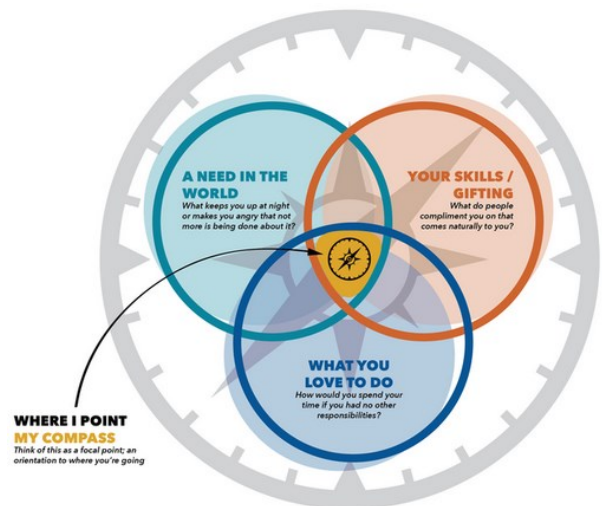 A NEED IN THE
WORLD
What keeps you up at night
or makes you angry that not
more is being done about it?
YOUR SKILLS /
GIFTING
What do people
compliment you on that
comes naturally to you?
WHAT YOU
LOVE TO DO
How would you spend your
time if you had no other
responsibilities?
WHERE I POINT
MY COMPASS
Think of this as a focal point; an
orientation to where you're going